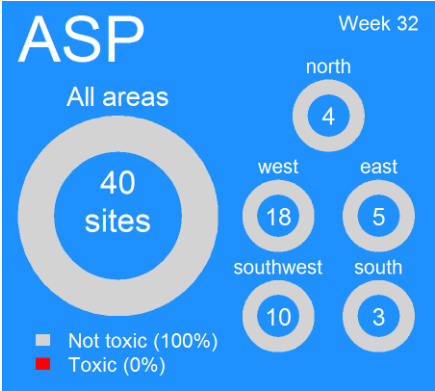 ASP
Week 32
All areas
40
sites
north
4
west
18
east
5
southwest
10
south
3
Not toxic (100%)
Toxic (0%)